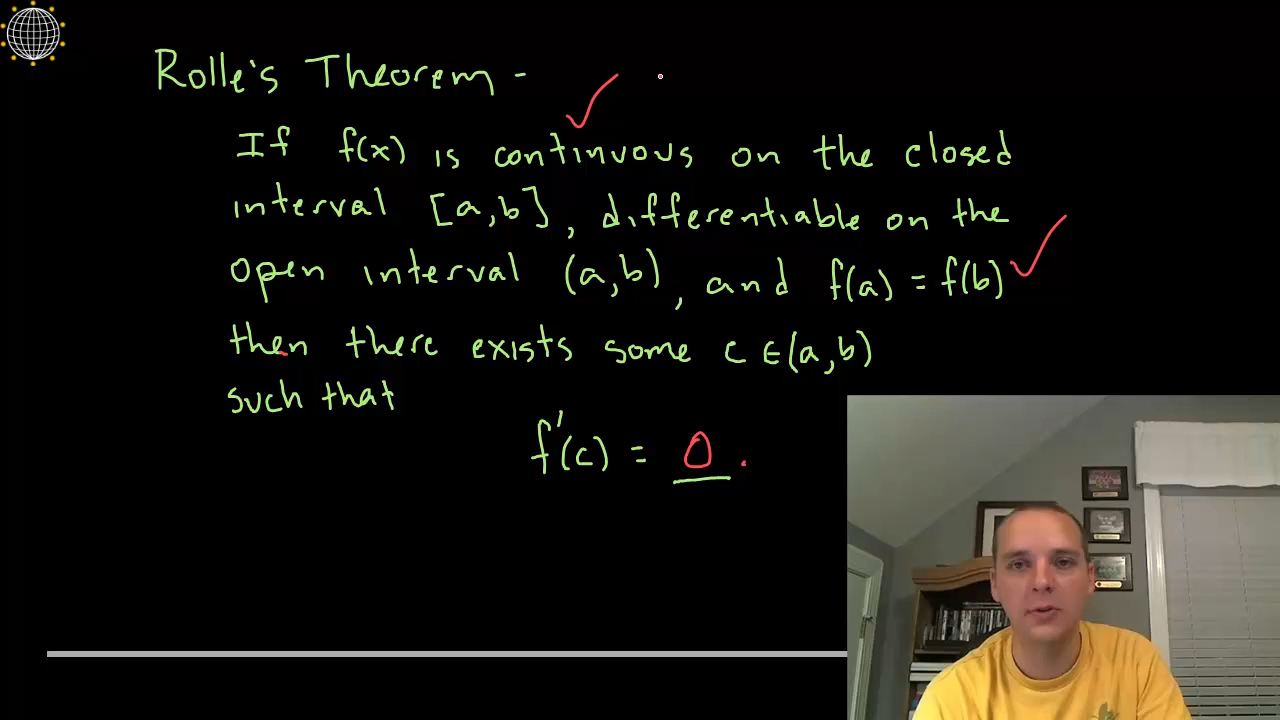 Rolle's Theorem -
If f(x) is continuous on the closed
interval [a,b], differentiable on the
open interval (a,b), and f(a) = f(b)
then there exists some c ∈ (a,b)
such that
f'(c) = 0.